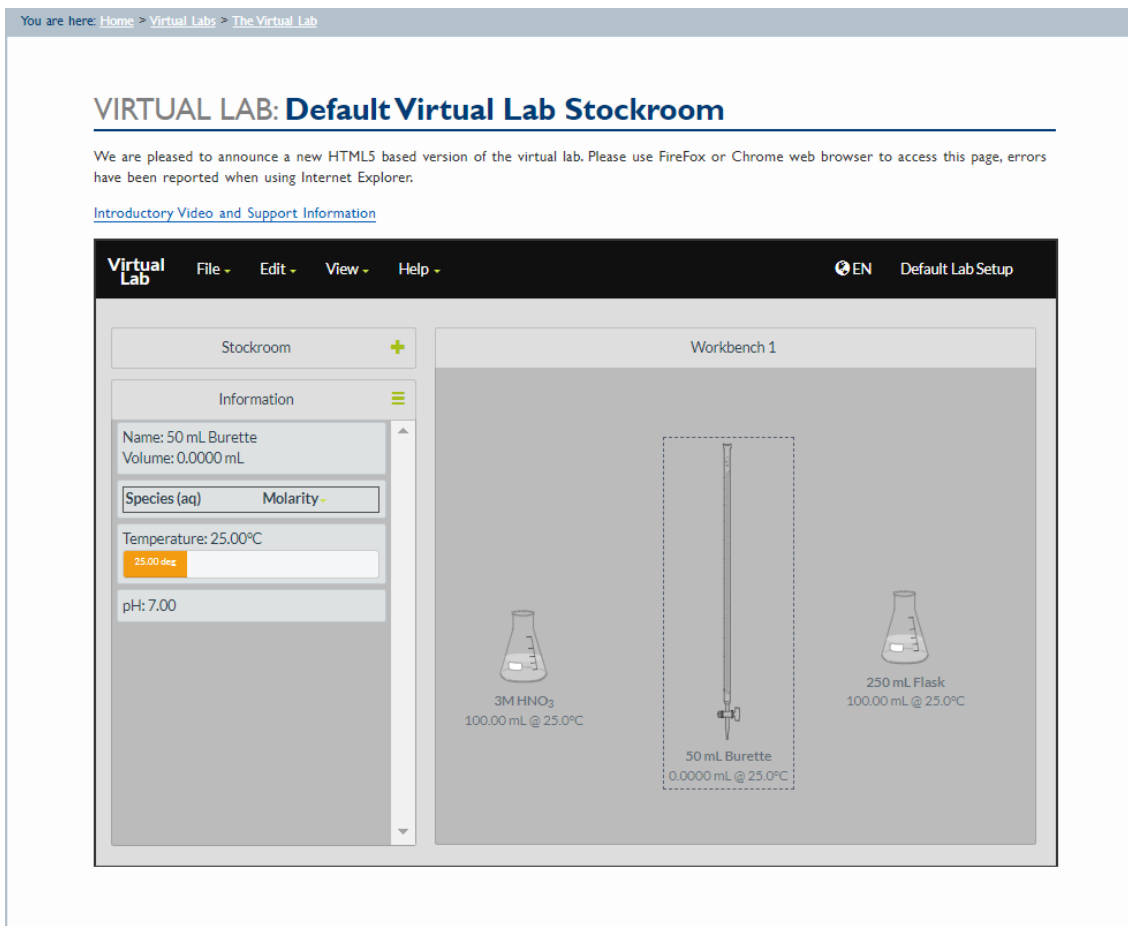 You are here: Home > Virtual Labs > The Virtual Lab
VIRTUAL LAB: Default Virtual Lab Stockroom
We are pleased to announce a new HTML5 based version of the virtual lab. Please use FireFox or Chrome web browser to access this page, errors
have been reported when using Internet Explorer.
Introductory Video and Support Information
Virtual Lab File Edit View Help EN Default Lab Setup
Stockroom
Information
Name: 50 mL Burette
Volume: 0.0000 mL
Species (aq) Molarity
Temperature: 25.00°C
25.00 deg
pH: 7.00
Workbench 1
3M HNO₃
100.00 mL @ 25.0°C
50 mL Burette
0.0000 mL @ 25.0°C
250 mL Flask
100.00 mL @ 25.0°C